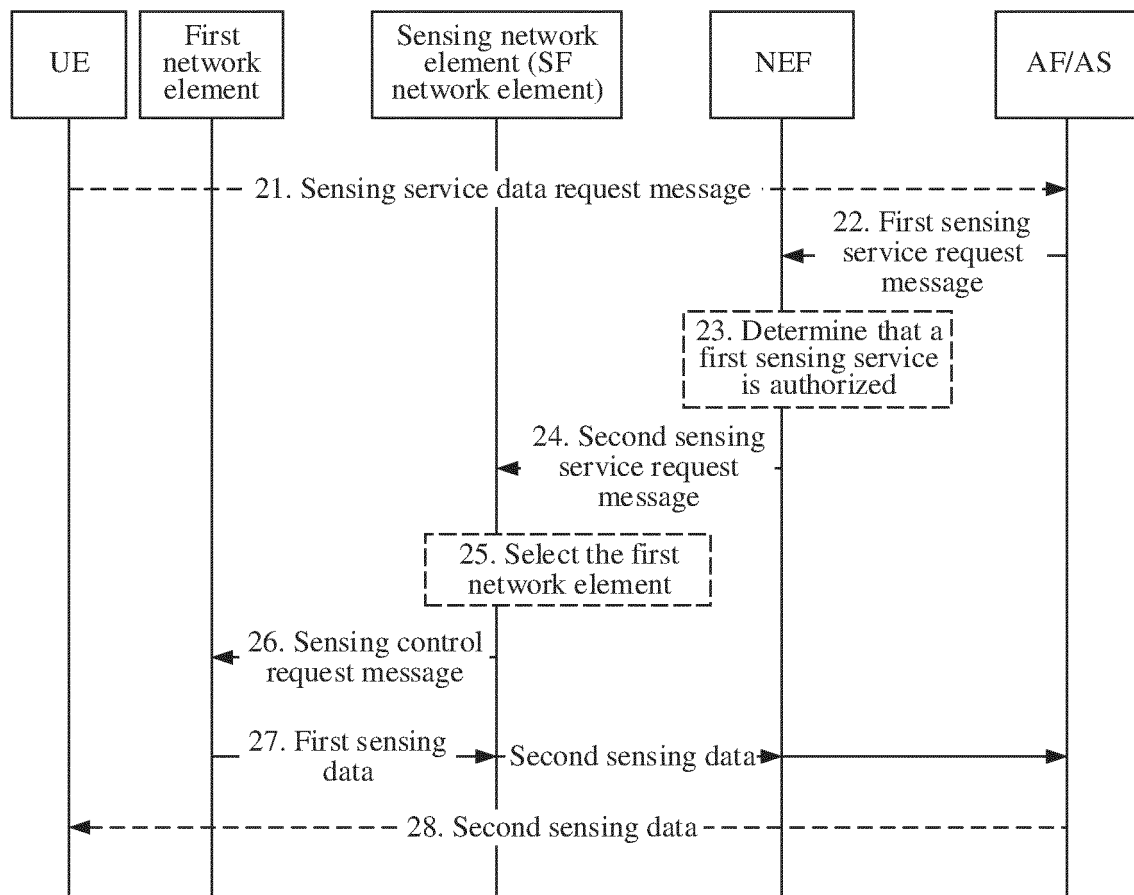 UE
First
network
element
Sensing network
element (SF
network element)
NEF
AF/AS
21. Sensing service data request message
22. First sensing
service request
message
23. Determine that a
first sensing service
is authorized
24. Second sensing
service request
message
25. Select the first
network element
26. Sensing control
request message
27. First sensing
data
Second sensing data
28. Second sensing data